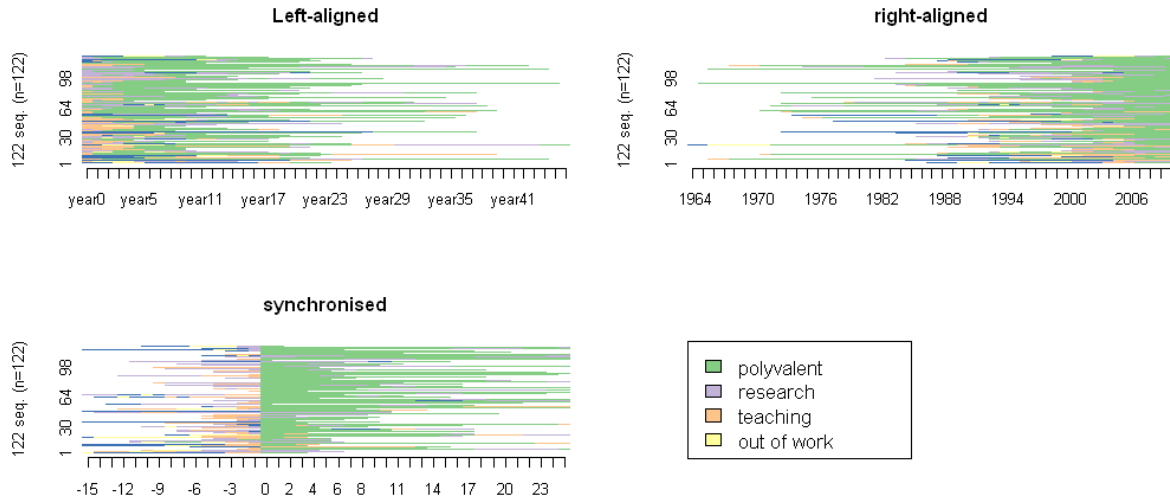 Left-aligned
122 seq. (n=122)
1 30 64 98
year0 year5 year11 year17 year23 year29 year35 year41
right-aligned
122 seq. (n=122)
1 30 64 98
1964 1970 1976 1982 1988 1994 2000 2006
synchronised
122 seq. (n=122)
1 30 64 98
-15 -12 -9 -6 -3 0 2 4 6 8 11 14 17 20 23
polyvalent
research
teaching
out of work